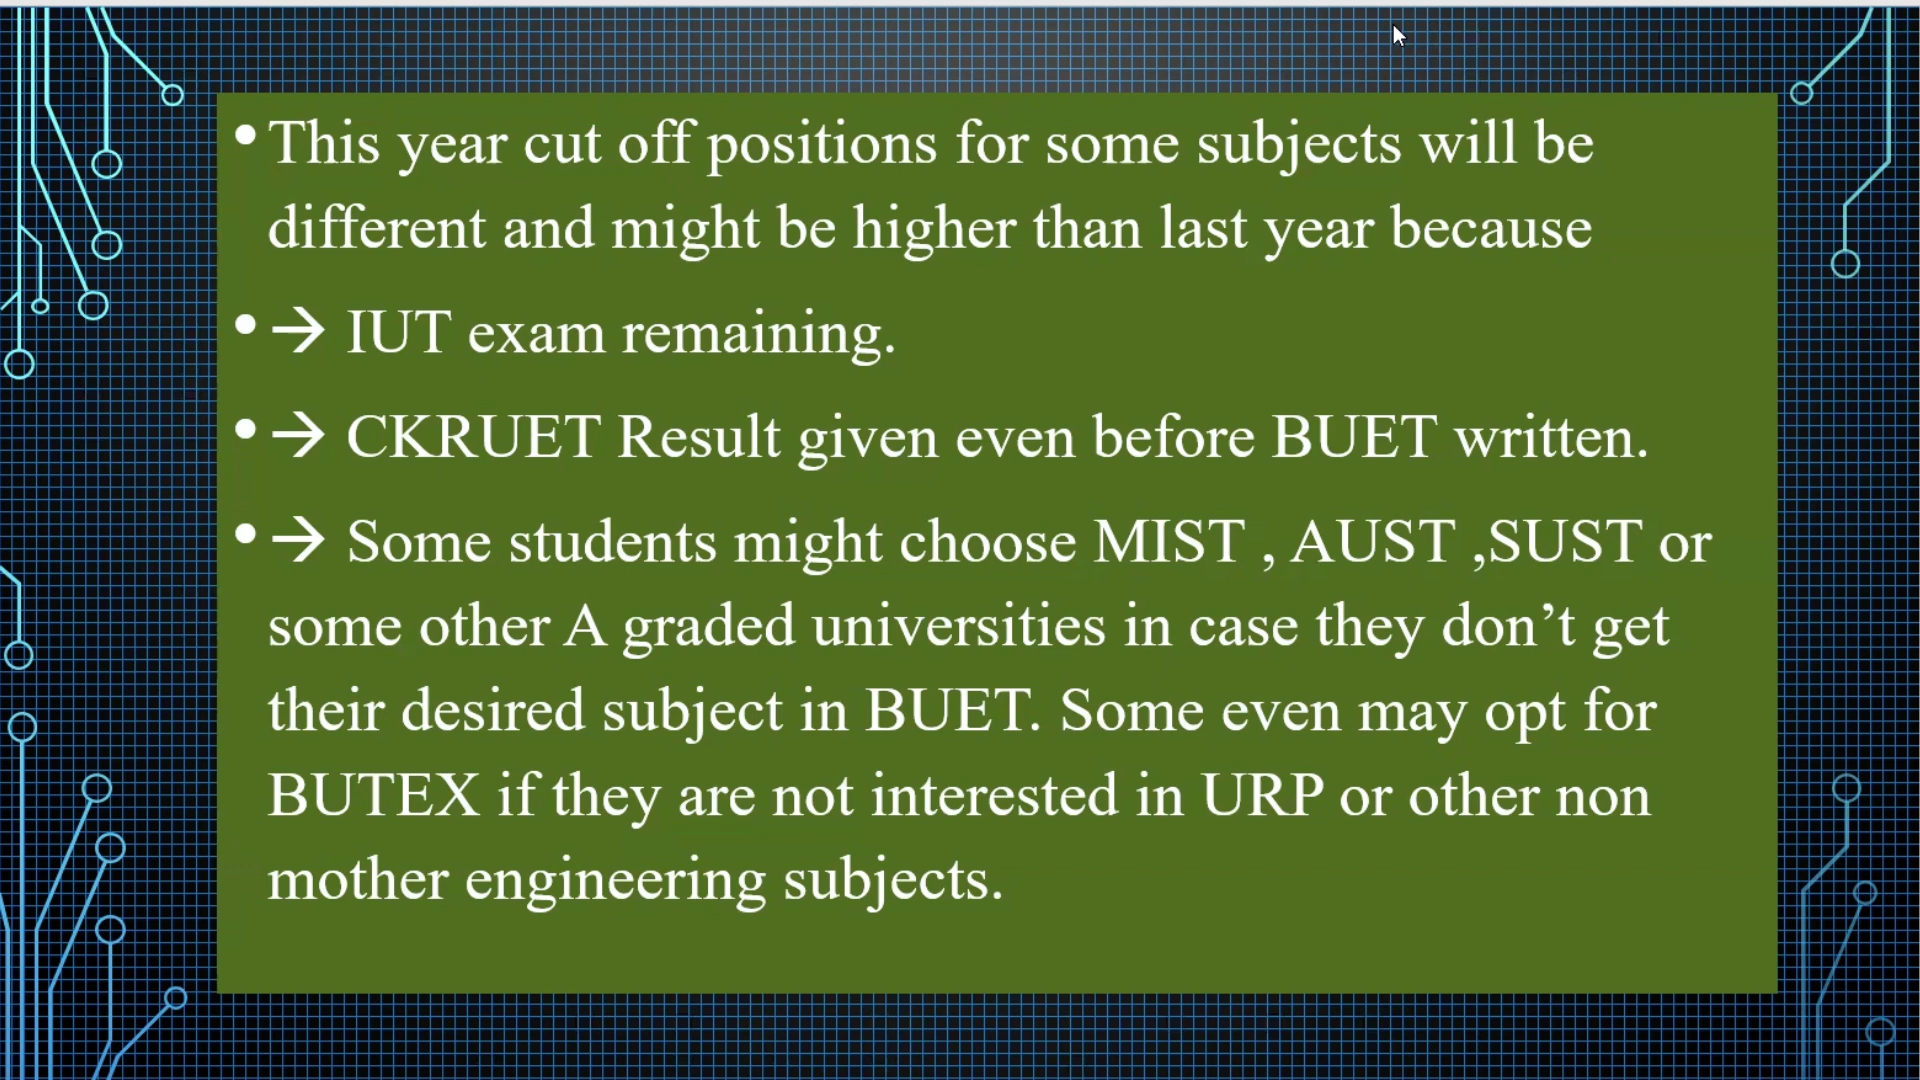 • This year cut off positions for some subjects will be
different and might be higher than last year because
• → IUT exam remaining.
• → CKRUET Result given even before BUET written.
• → Some students might choose MIST , AUST ,SUST or
some other A graded universities in case they don’t get
their desired subject in BUET. Some even may opt for
BUTEX if they are not interested in URP or other non
mother engineering subjects.